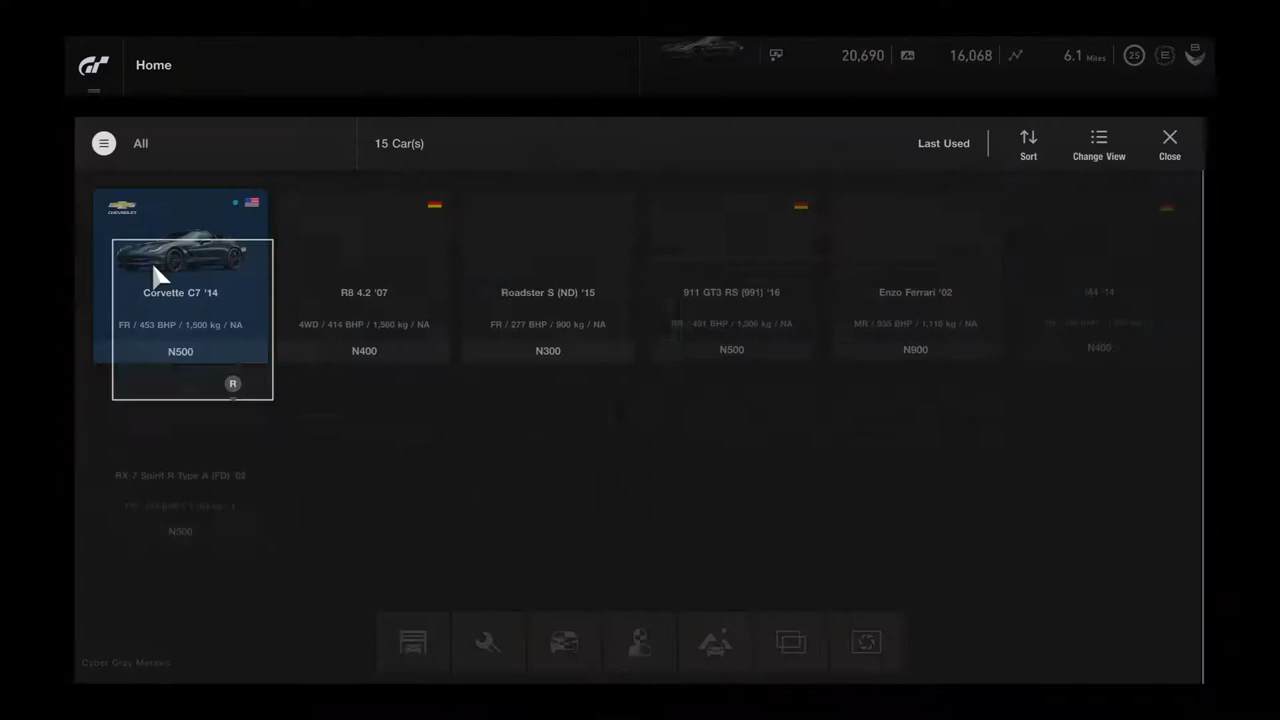 Home
20,690
16,068
6.1 Miles
25
E
B
All
15 Car(s)
Last Used
Sort
Change View
Close
CHEVROLET
Corvette C7 '14
FR / 453 BHP / 1,500 kg / NA
N500
R
R8 4.2 '07
4WD / 414 BHP / 1,560 kg / NA
N400
Roadster S (ND) '15
FR / 277 BHP / 900 kg / NA
N300
911 GT3 RS (991) '16
RR / 491 BHP / 1,306 kg / NA
N500
Enzo Ferrari '02
MR / 935 BHP / 1,118 kg / NA
N900
M4 '14
N400
RX-7 Spirit R Type A (FD) '02
N500
Cyber Gray Metallic